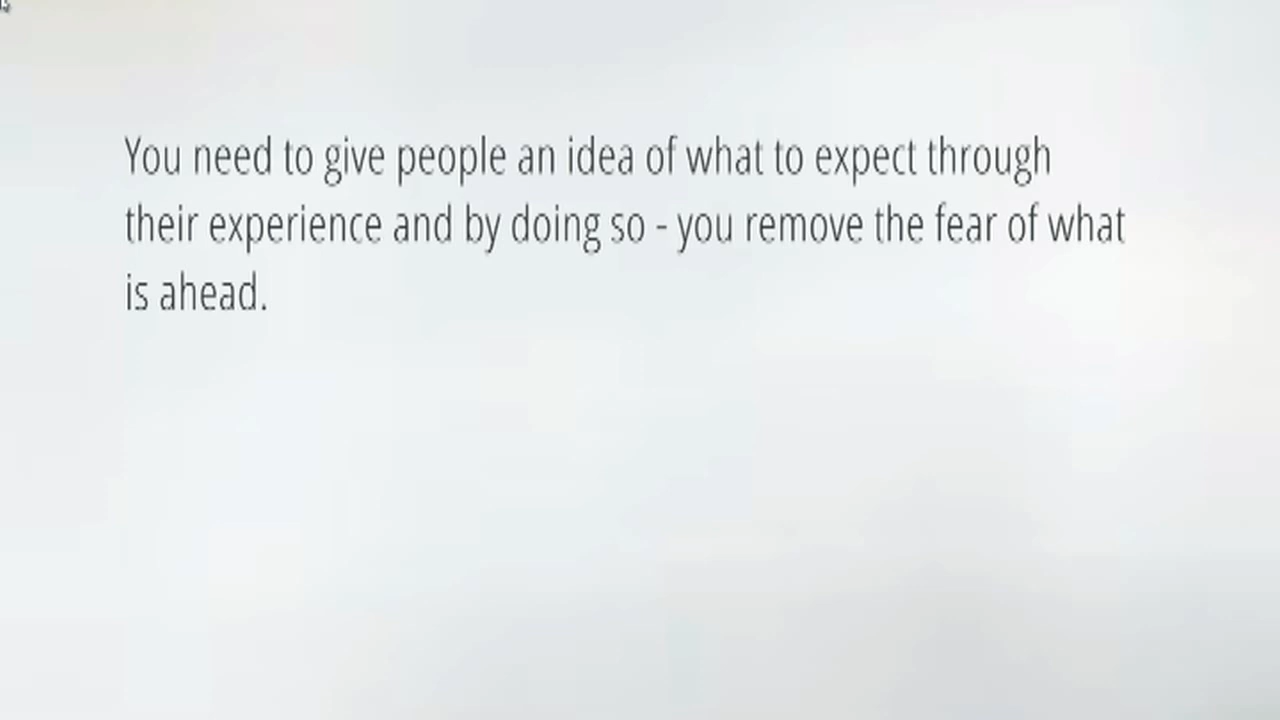 You need to give people an idea of what to expect through
their experience and by doing so - you remove the fear of what
is ahead.